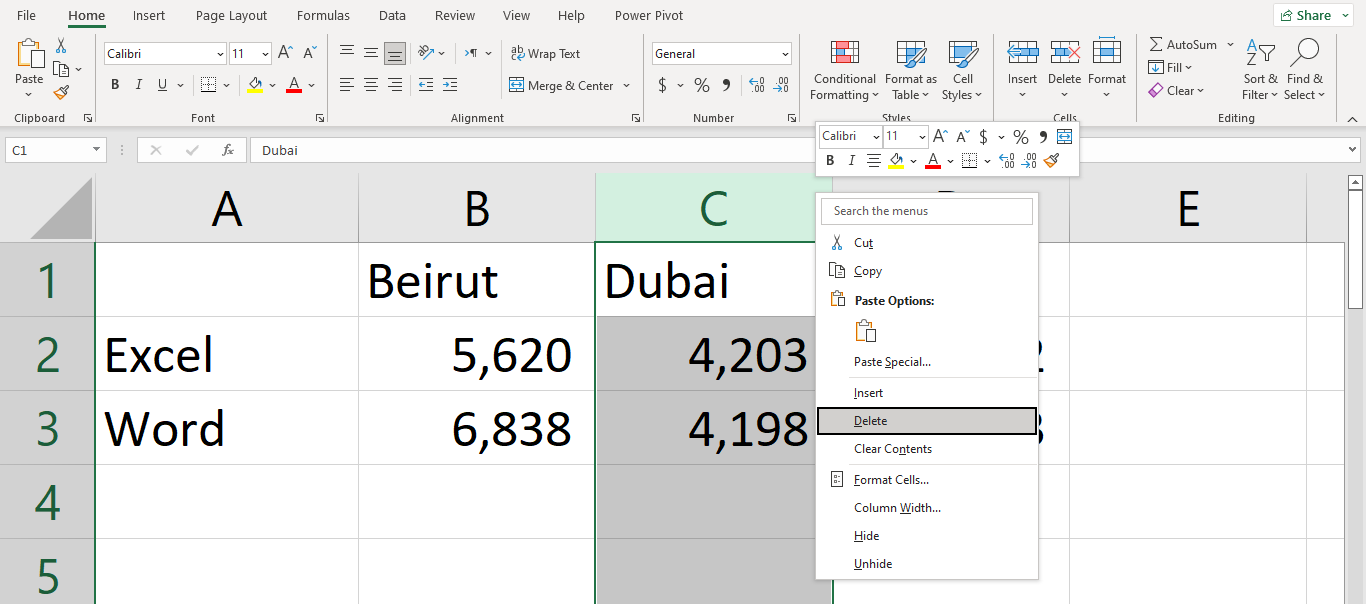 File Home Insert Page Layout Formulas Data Review View Help Power Pivot Share
Calibri 11 A^ A˅ Wrap Text General AutoSum
Paste Conditional Format as Cell Insert Delete Format Fill Sort & Find &
B I U A Merge & Center $ % 9 .00 Formatting Table Styles Clear Filter Select
Clipboard Font Alignment Number Styles Cells Editing
C1 fx Dubai
Calibri 11 A^ A˅ $ % 9
B I A .00
A B C E
Search the menus
Cut
Copy
Paste Options:
Paste Special...
Insert
Delete
Clear Contents
Format Cells...
Column Width...
Hide
Unhide
1 Beirut Dubai
2 Excel 5,620 4,203 2
3 Word 6,838 4,198
4
5